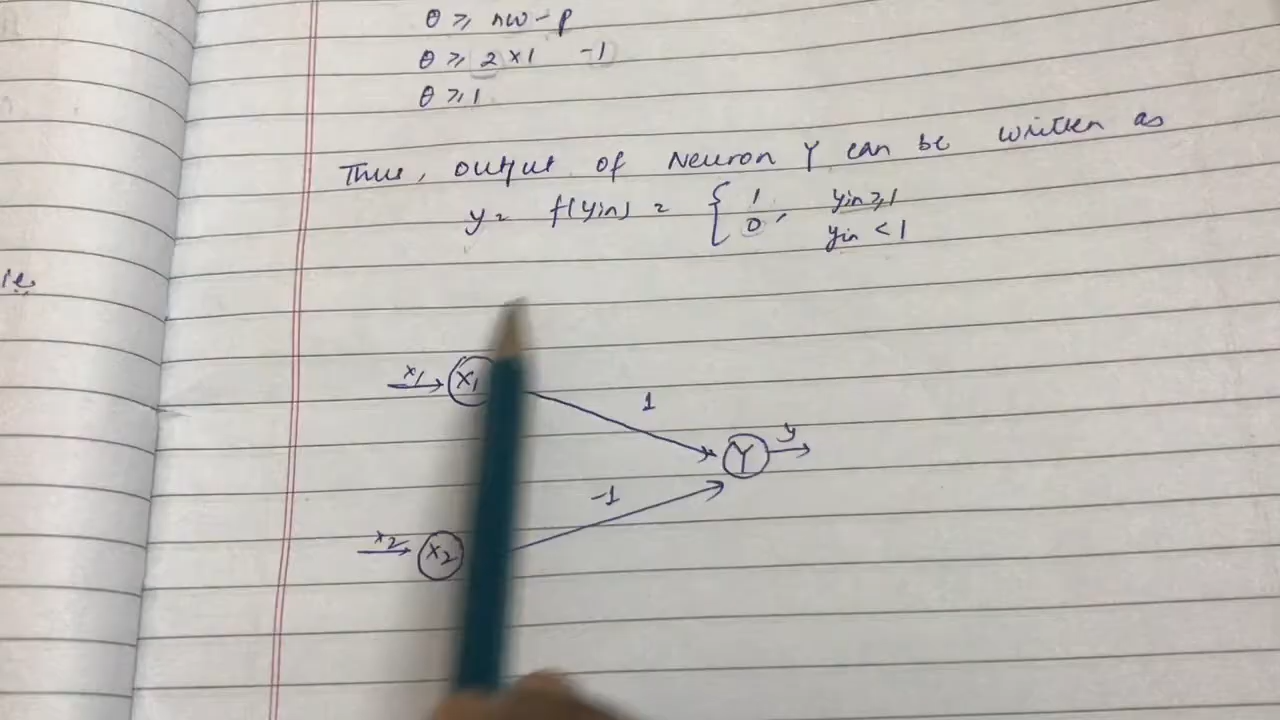 θ ≥ nw - p
θ ≥ 2 × 1 - 1
θ ≥ 1
Thus, output of Neuron Y can be written as
y = f(yin) = { 1, yin ≥ 1
0, yin < 1
x1 X1 1
Y y
-1
x2 X2